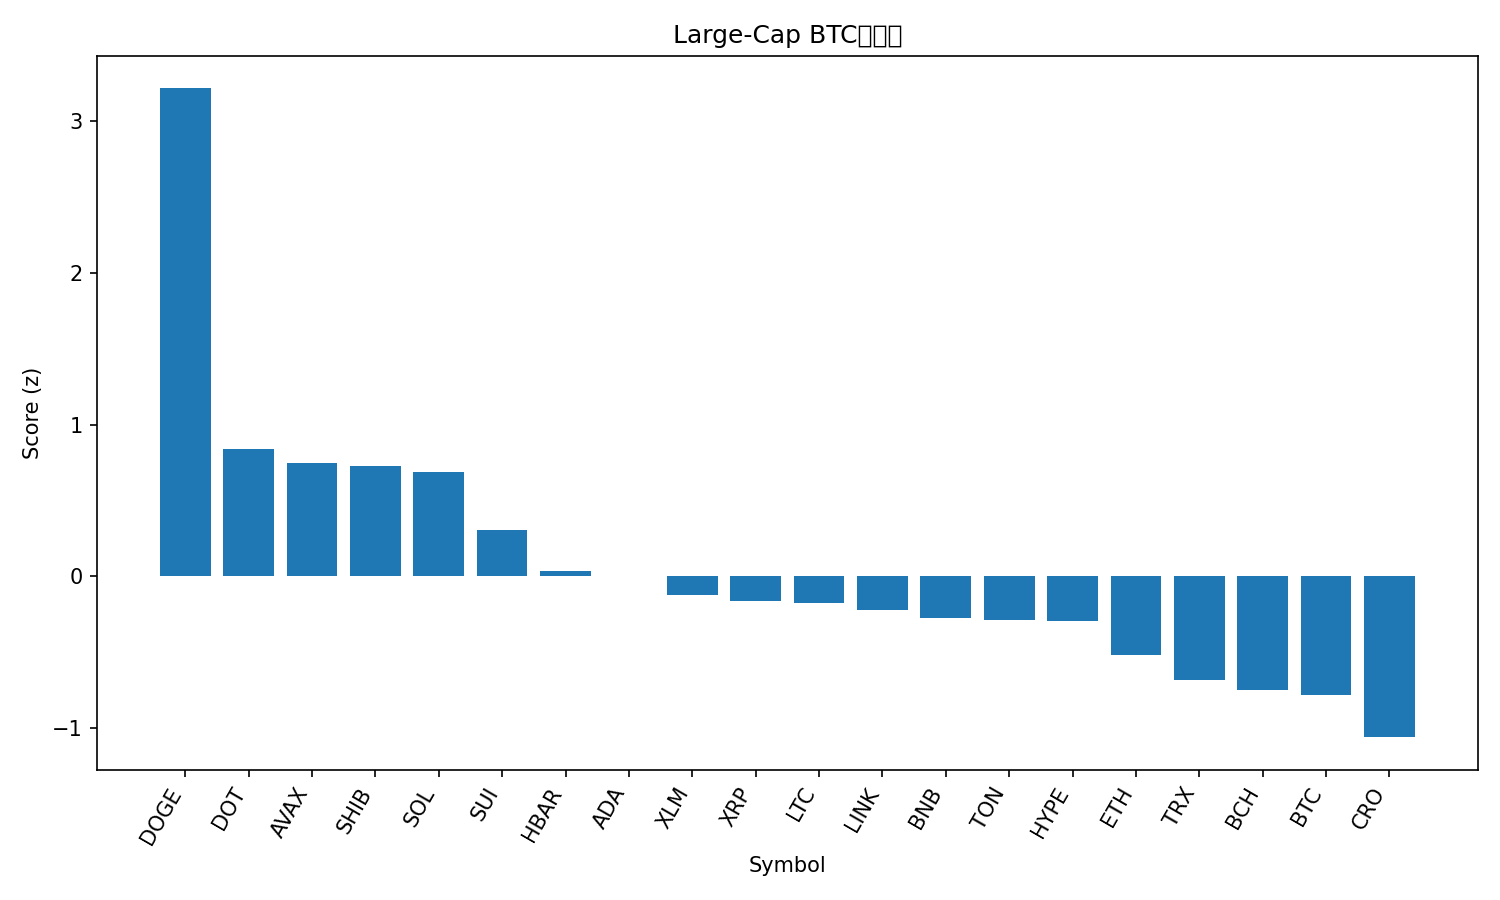 Large-Cap BTC
3
2
1
0
−1
Score (z)
DOGE
DOT
AVAX
SHIB
SOL
SUI
HBAR
ADA
XLM
XRP
LTC
LINK
BNB
TON
HYPE
ETH
TRX
BCH
BTC
CRO
Symbol